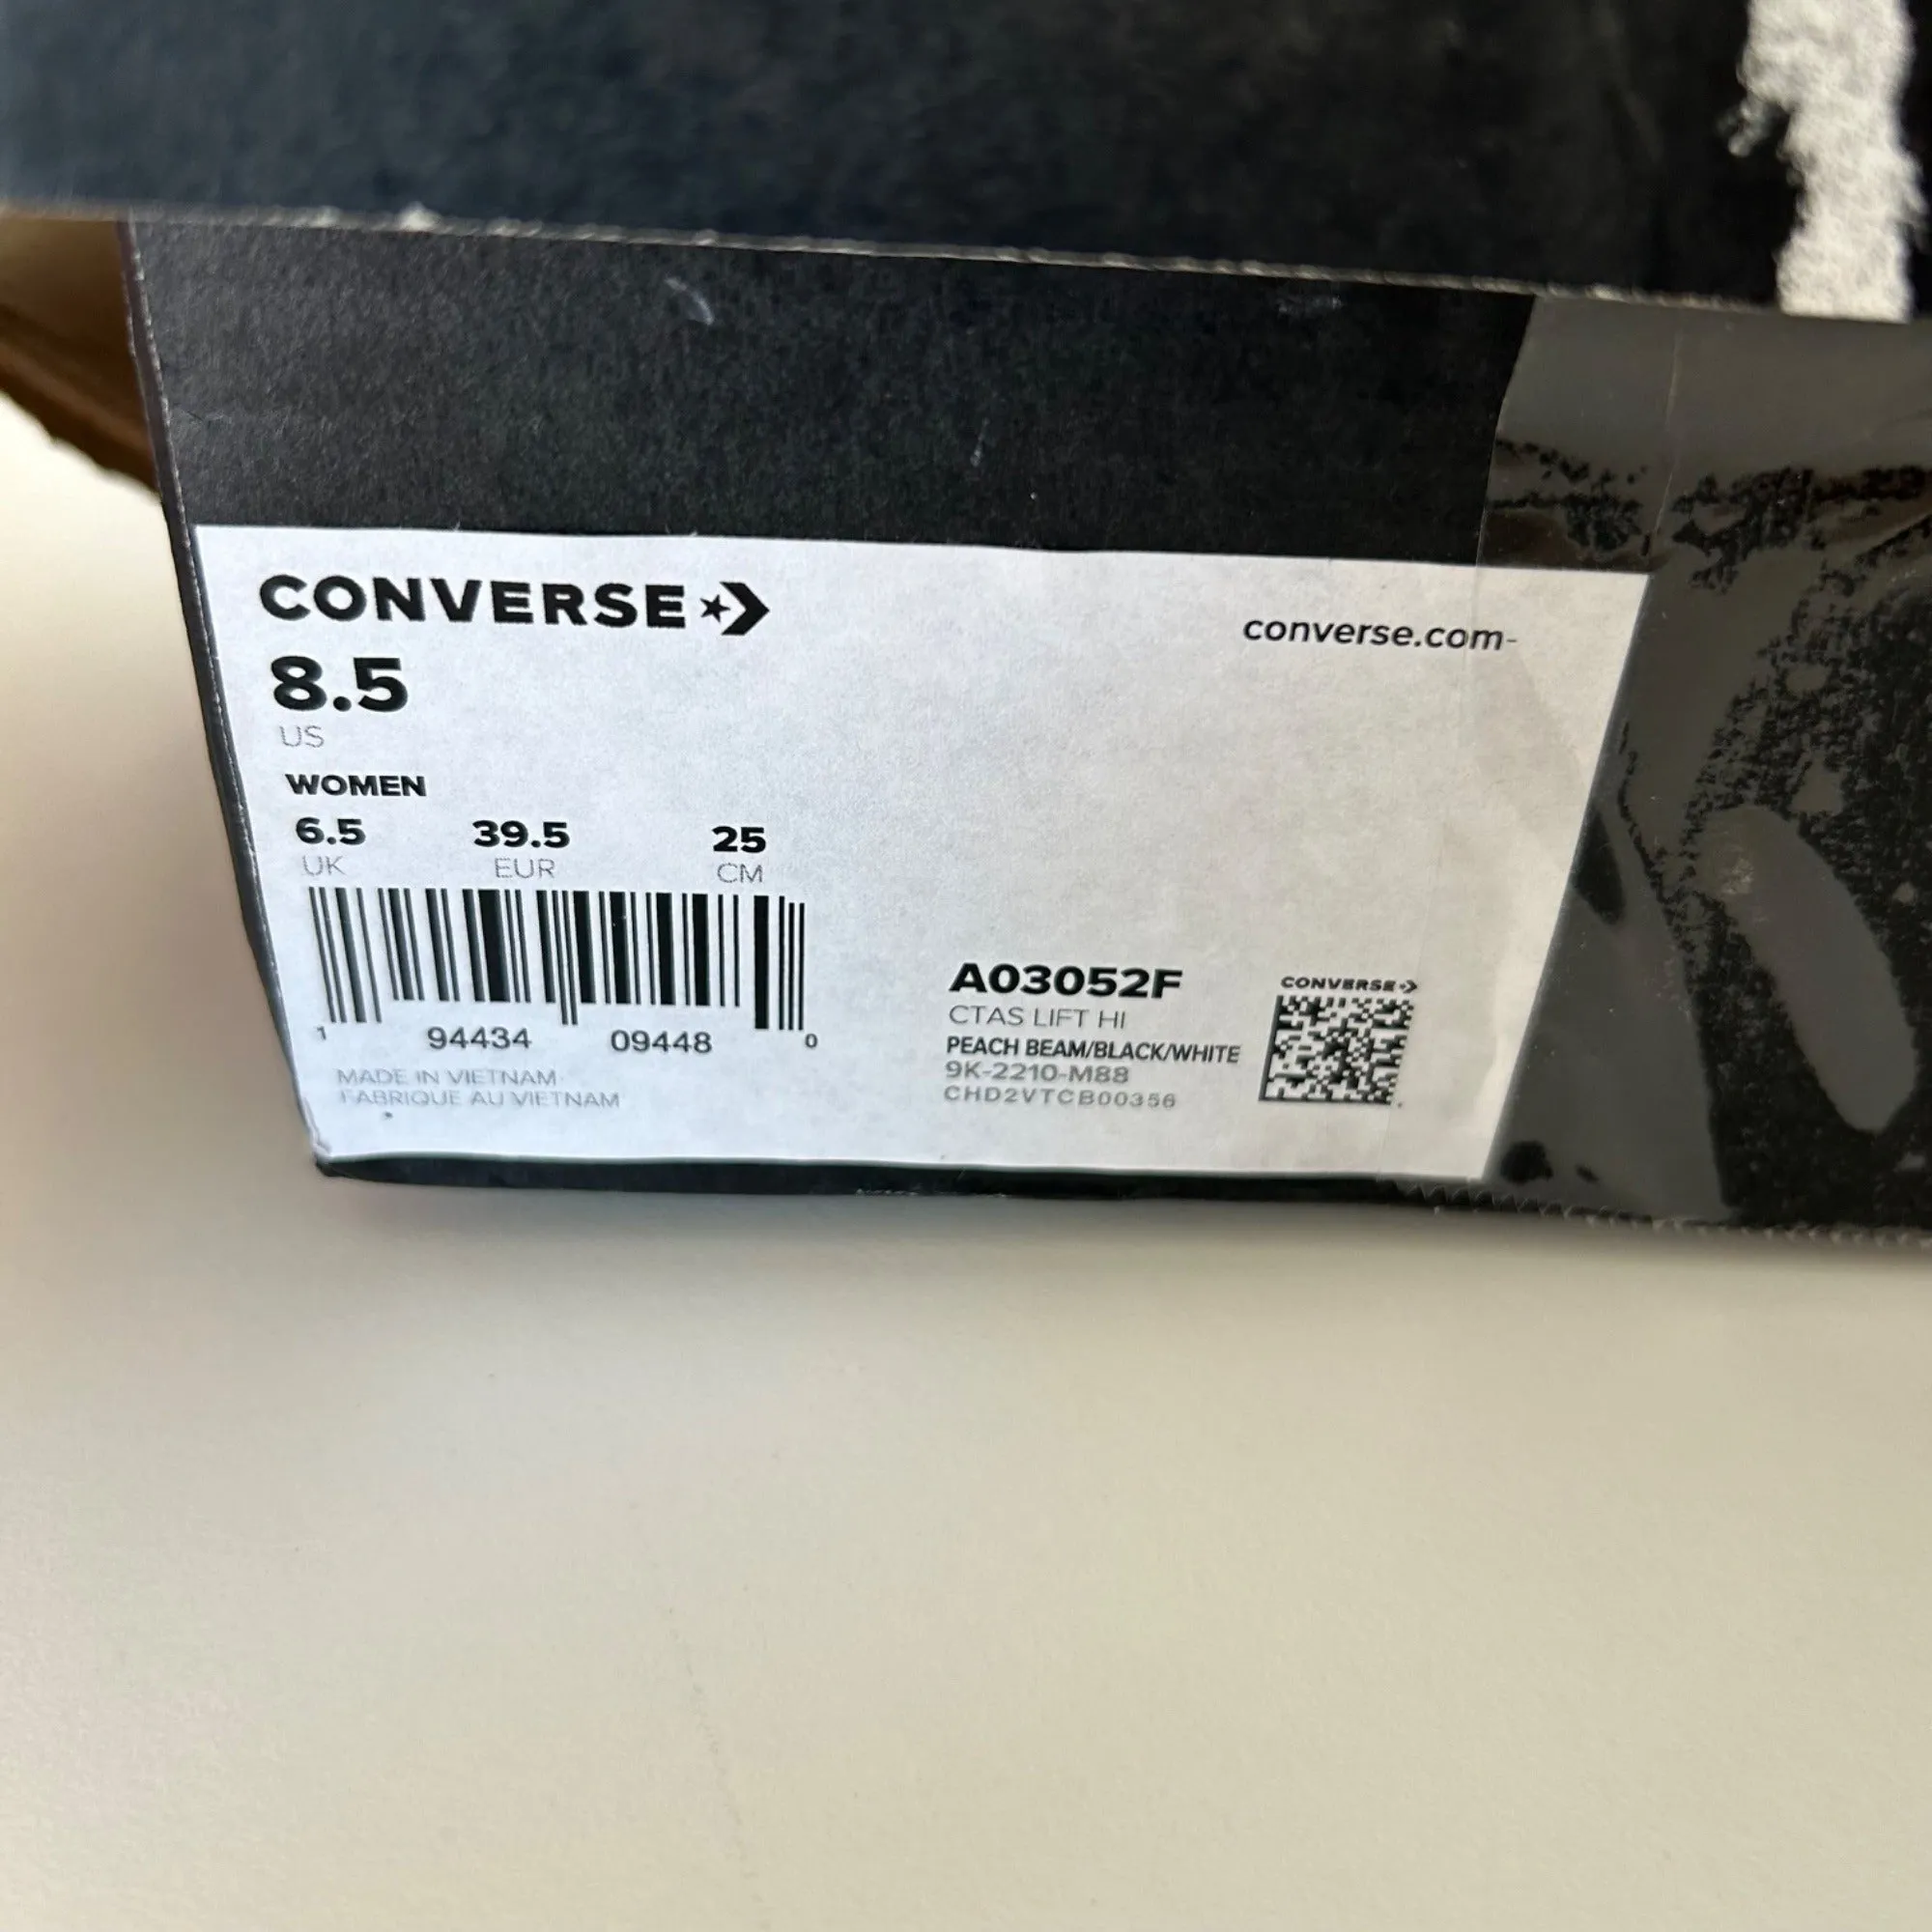 CONVERSE
converse.com
8.5
US
WOMEN
6.5 39.5 25
UK EUR CM
1 94434 09448 0
MADE IN VIETNAM
FABRIQUE AU VIETNAM
A03052F
CTAS LIFT HI
PEACH BEAM/BLACK/WHITE
9K-2210-M88
CHD2VTCB00356
CONVERSE